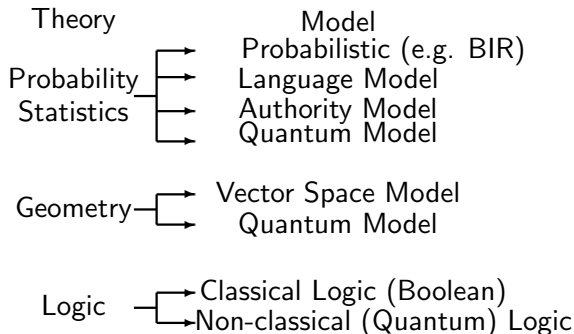 Theory Model
Probabilistic (e.g. BIR)
Probability Language Model
Statistics Authority Model
Quantum Model
Geometry Vector Space Model
Quantum Model
Logic Classical Logic (Boolean)
Non-classical (Quantum) Logic